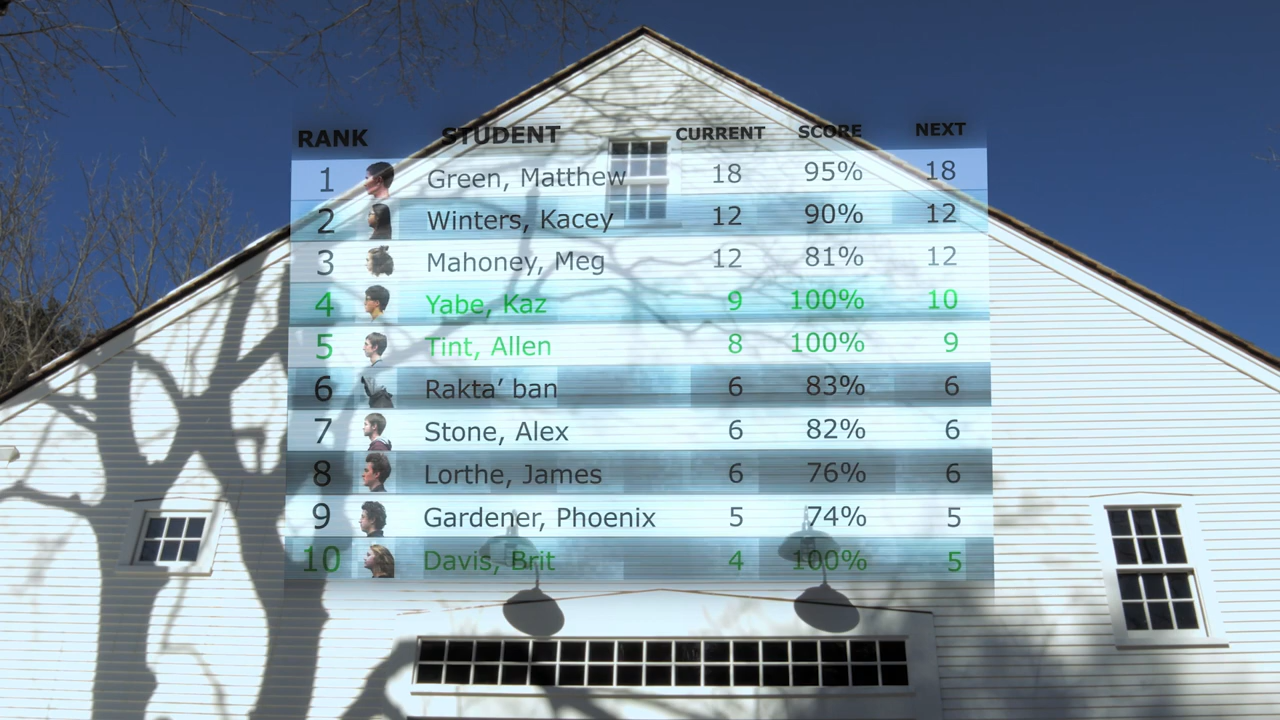 RANK STUDENT CURRENT SCORE NEXT
1 Green, Matthew 18 95% 18
2 Winters, Kacey 12 90% 12
3 Mahoney, Meg 12 81% 12
4 Yabe, Kaz 9 100% 10
5 Tint, Allen 8 100% 9
6 Rakta’ ban 6 83% 6
7 Stone, Alex 6 82% 6
8 Lorthe, James 6 76% 6
9 Gardener, Phoenix 5 74% 5
10 Davis, Brit 4 100% 5